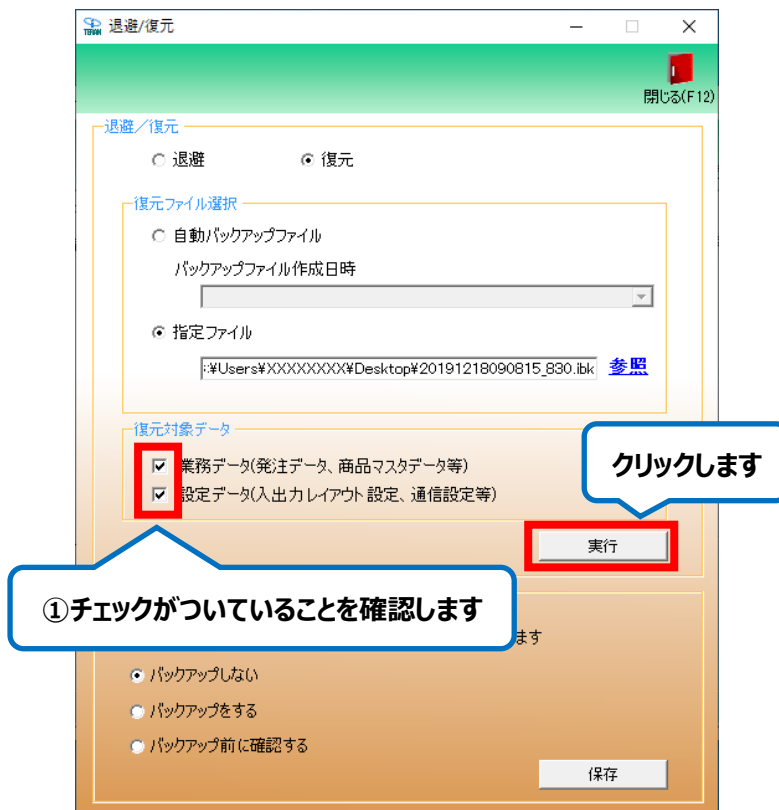 TERAN 退避/復元
閉じる(F12)
退避／復元
退避 復元
復元ファイル選択
自動バックアップファイル
バックアップファイル作成日時
指定ファイル
:¥Users¥XXXXXXXX¥Desktop¥20191218090815_830.ibk 参照
復元対象データ
業務データ(発注データ、商品マスタデータ等)
設定データ(入出力レイアウト設定、通信設定等)
クリックします
実行
①チェックがついていることを確認します
ます
バックアップしない
バックアップをする
バックアップ前に確認する
保存